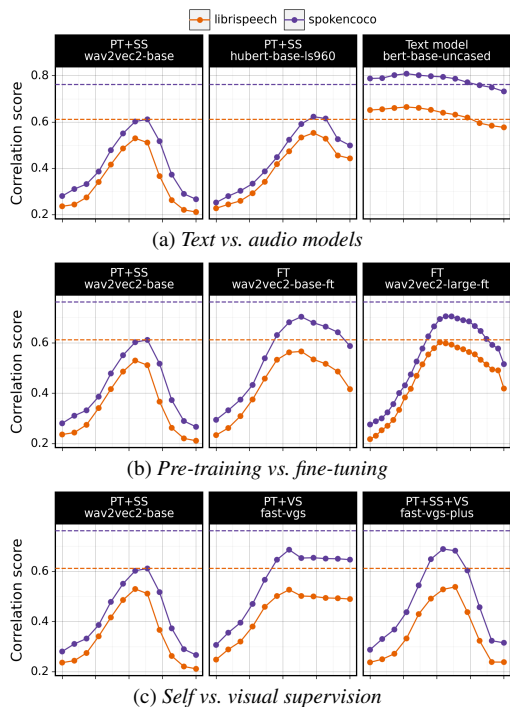 librispeech spokencoco
PT+SS
wav2vec2-base
PT+SS
hubert-base-ls960
Text model
bert-base-uncased
Correlation score
0.8
0.6
0.4
0.2
(a) Text vs. audio models
PT+SS
wav2vec2-base
FT
wav2vec2-base-ft
FT
wav2vec2-large-ft
Correlation score
0.6
0.4
0.2
(b) Pre-training vs. fine-tuning
PT+SS
wav2vec2-base
PT+VS
fast-vgs
PT+SS+VS
fast-vgs-plus
Correlation score
0.6
0.4
0.2
(c) Self vs. visual supervision